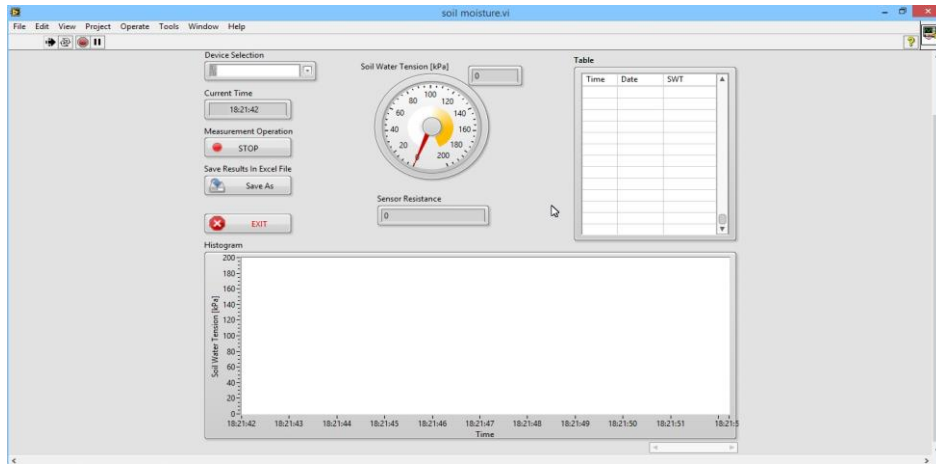 soil moisture.vi
File Edit View Project Operate Tools Window Help
Device Selection
Current Time
18:21:42
Measurement Operation
STOP
Save Results In Excel File
Save As
EXIT
Soil Water Tension [kPa]
0
0 20 40 60 80 100 120 140 160 180 200
Sensor Resistance
0
Table
Time Date SWT
Histogram
Soil Water Tension [kPa]
200
180
160
140
120
100
80
60
40
20
0
18:21:42 18:21:43 18:21:44 18:21:45 18:21:46 18:21:47 18:21:48 18:21:49 18:21:50 18:21:51
Time